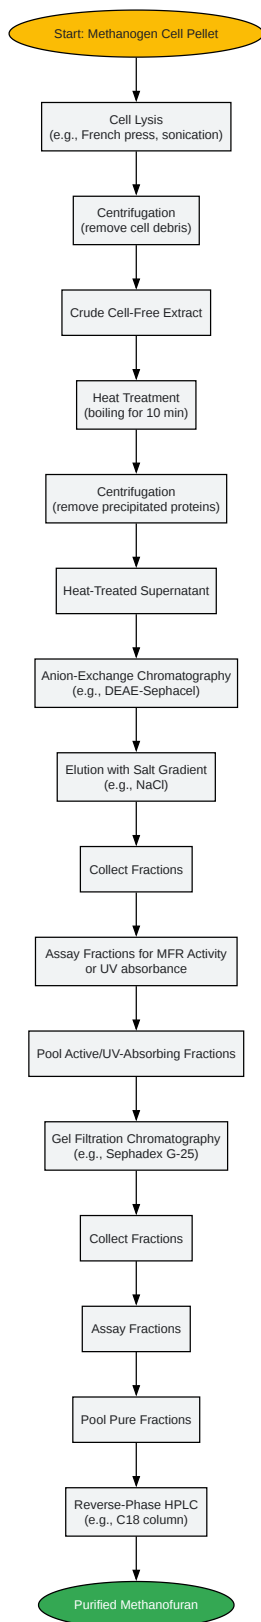 Start: Methanogen Cell Pellet
Cell Lysis
(e.g., French press, sonication)
Centrifugation
(remove cell debris)
Crude Cell-Free Extract
Heat Treatment
(boiling for 10 min)
Centrifugation
(remove precipitated proteins)
Heat-Treated Supernatant
Anion-Exchange Chromatography
(e.g., DEAE-Sephacel)
Elution with Salt Gradient
(e.g., NaCl)
Collect Fractions
Assay Fractions for MFR Activity
or UV absorbance
Pool Active/UV-Absorbing Fractions
Gel Filtration Chromatography
(e.g., Sephadex G-25)
Collect Fractions
Assay Fractions
Pool Pure Fractions
Reverse-Phase HPLC
(e.g., C18 column)
Purified Methanofuran